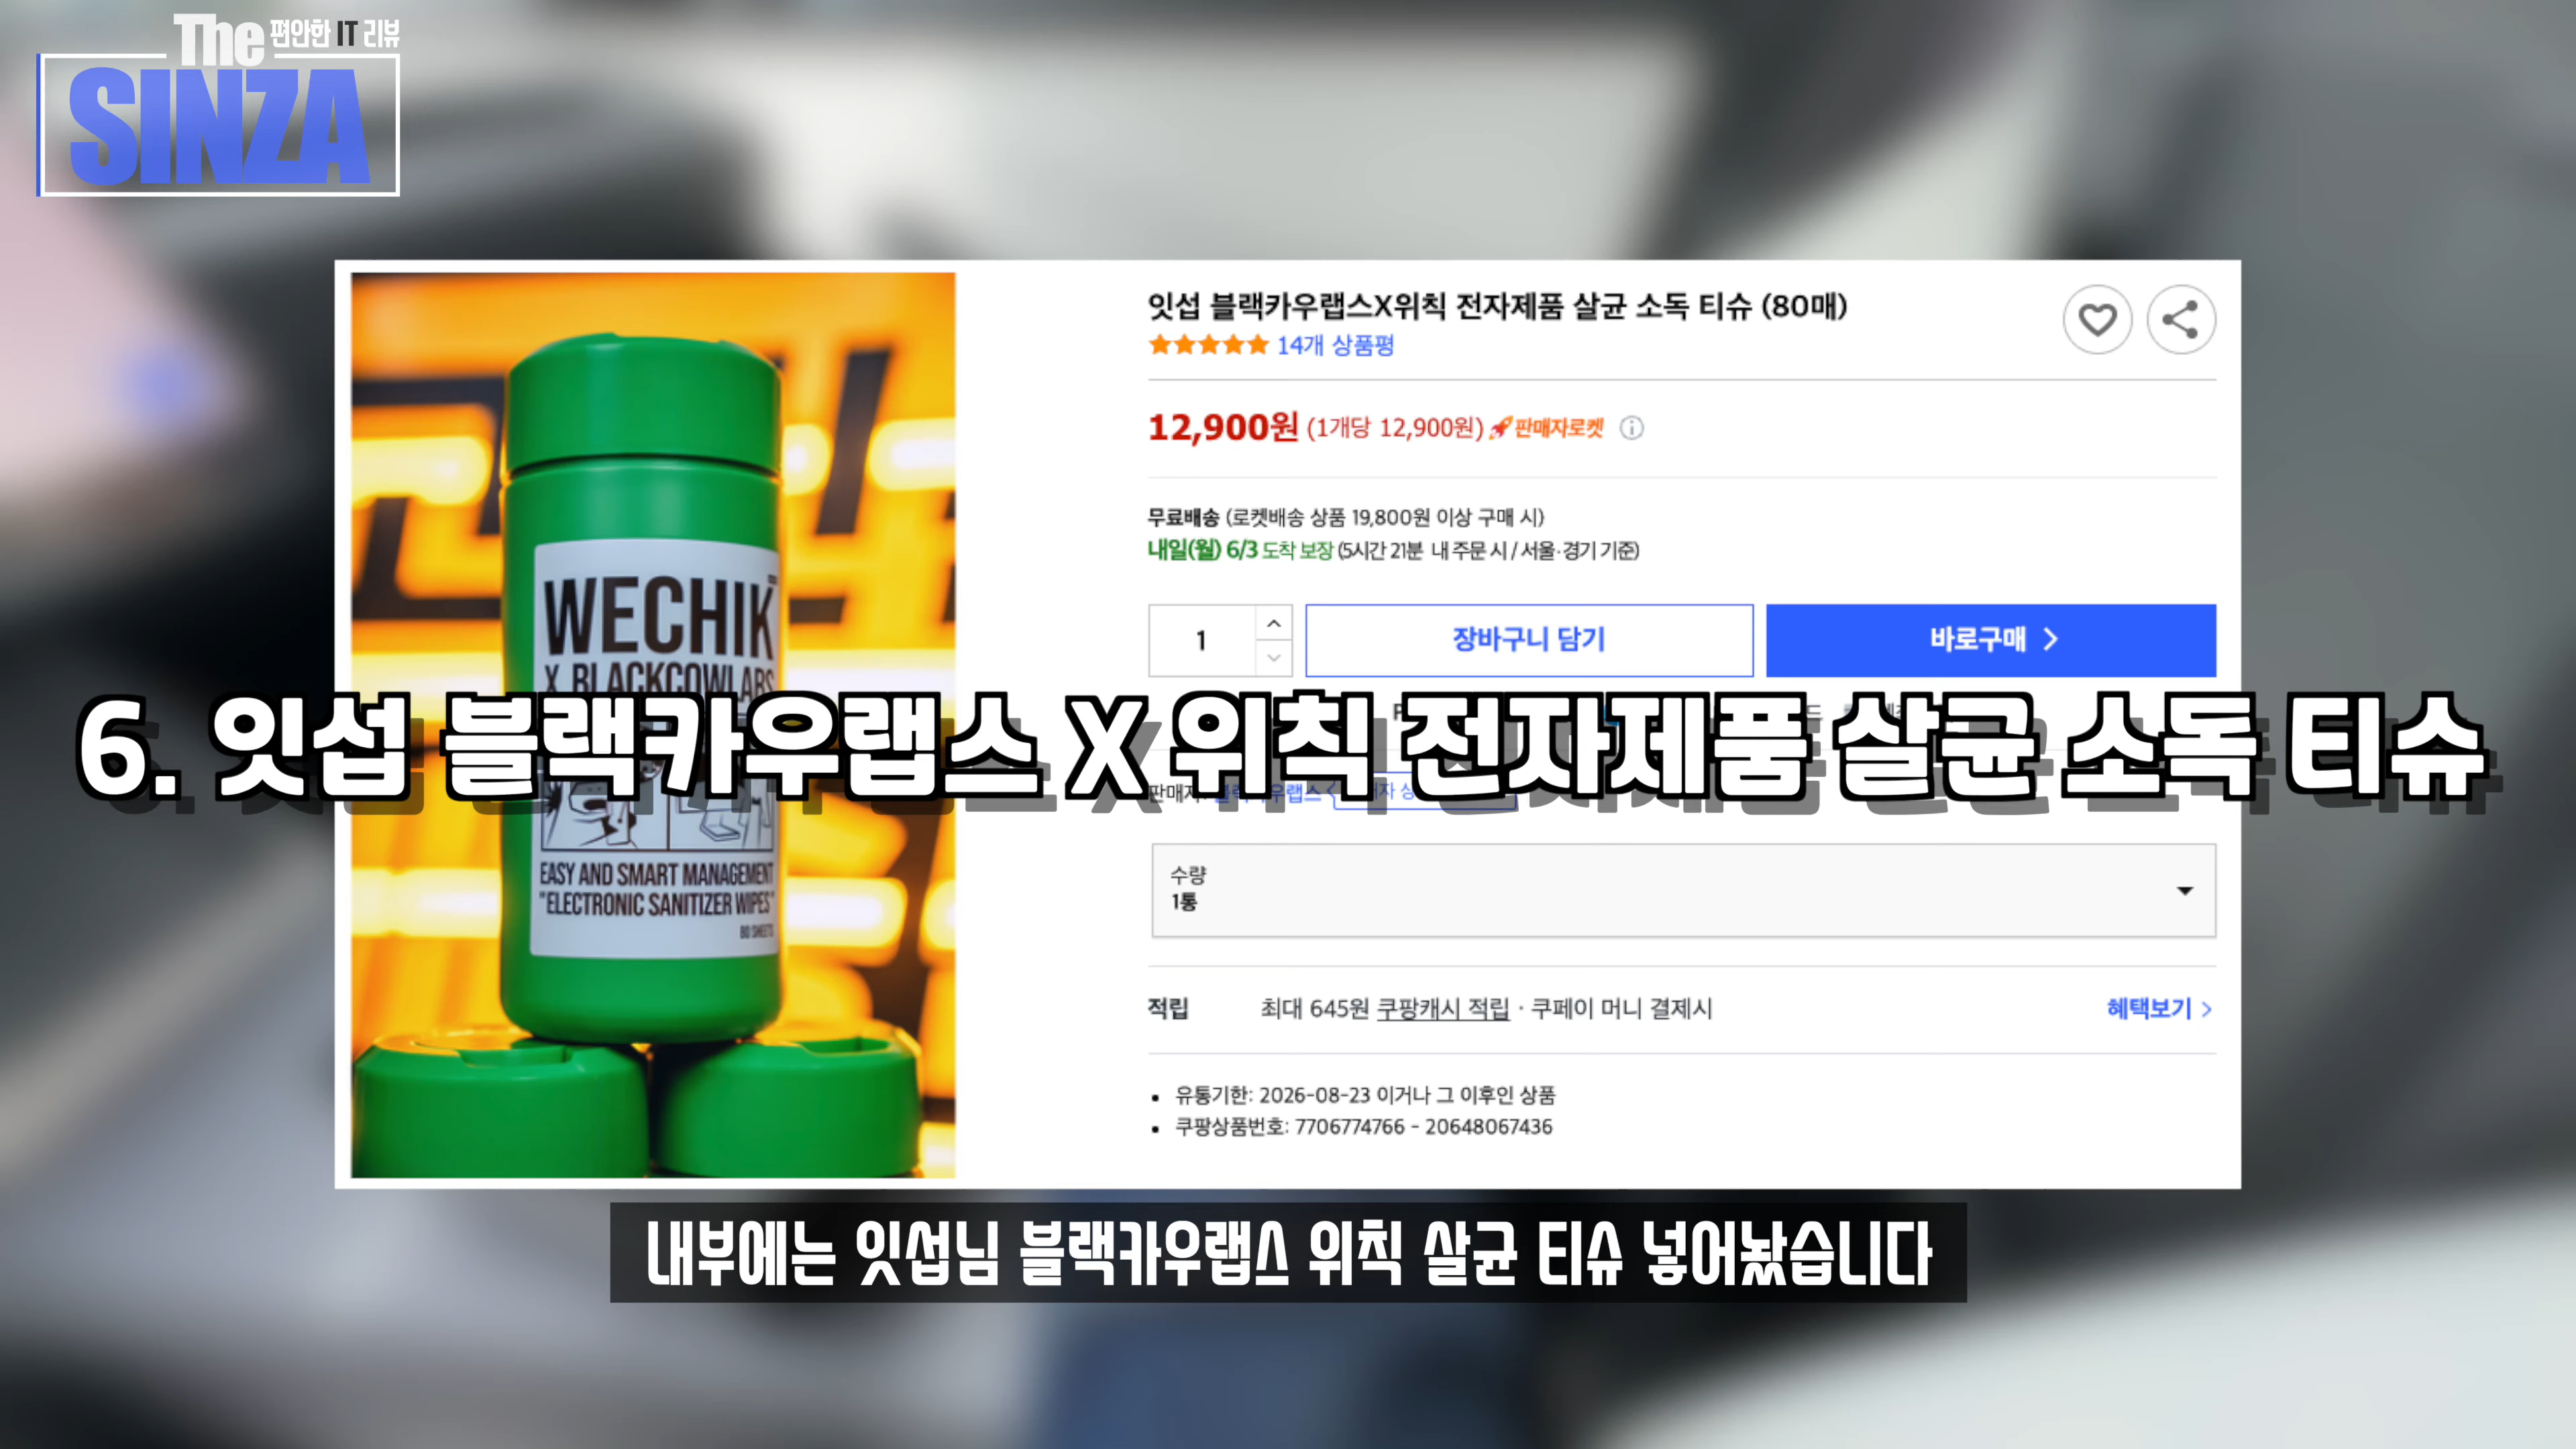 The 편안한 IT 리뷰
SINZA
잇섭 블랙카우랩스X위칙 전자제품 살균 소독 티슈 (80매)
14개 상품평
12,900원 (1개당 12,900원) 판매자로켓
무료배송 (로켓배송 상품 19,800원 이상 구매 시)
내일(월) 6/3 도착 보장 (5시간 21분 내 주문 시 / 서울·경기 기준)
1
장바구니 담기
바로구매
WECHIK
X BLACKCOWLABS
6. 잇섭 블랙카우랩스 X 위칙 전자제품 살균 소독 티슈
EASY AND SMART MANAGEMENT
"ELECTRONIC SANITIZER WIPES"
80 SHEETS
수량
1통
적립 최대 645원 쿠팡캐시 적립 · 쿠페이 머니 결제시 혜택보기
• 유통기한: 2026-08-23 이거나 그 이후인 상품
• 쿠팡상품번호: 7706774766 - 20648067436
내부에는 잇섭님 블랙카우랩스 위칙 살균 티슈 넣어놨습니다